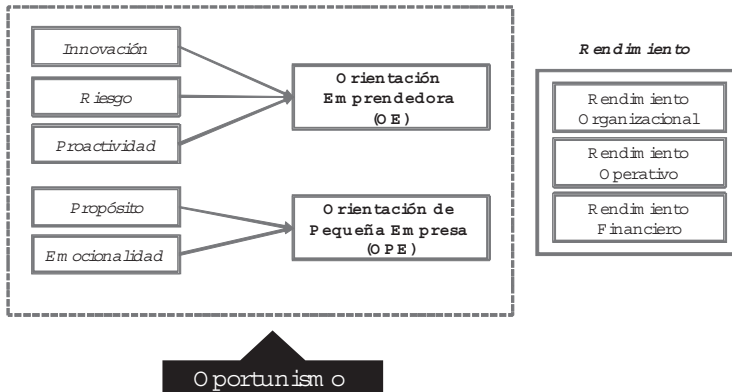 Innovación
Riesgo
Proactividad
Orientación
Emprendedora
(OE)
Propósito
Emocionalidad
Orientación de
Pequeña Empresa
(OPE)
Rendimiento
Rendimiento
Organizacional
Rendimiento
Operativo
Rendimiento
Financiero
Oportunismo